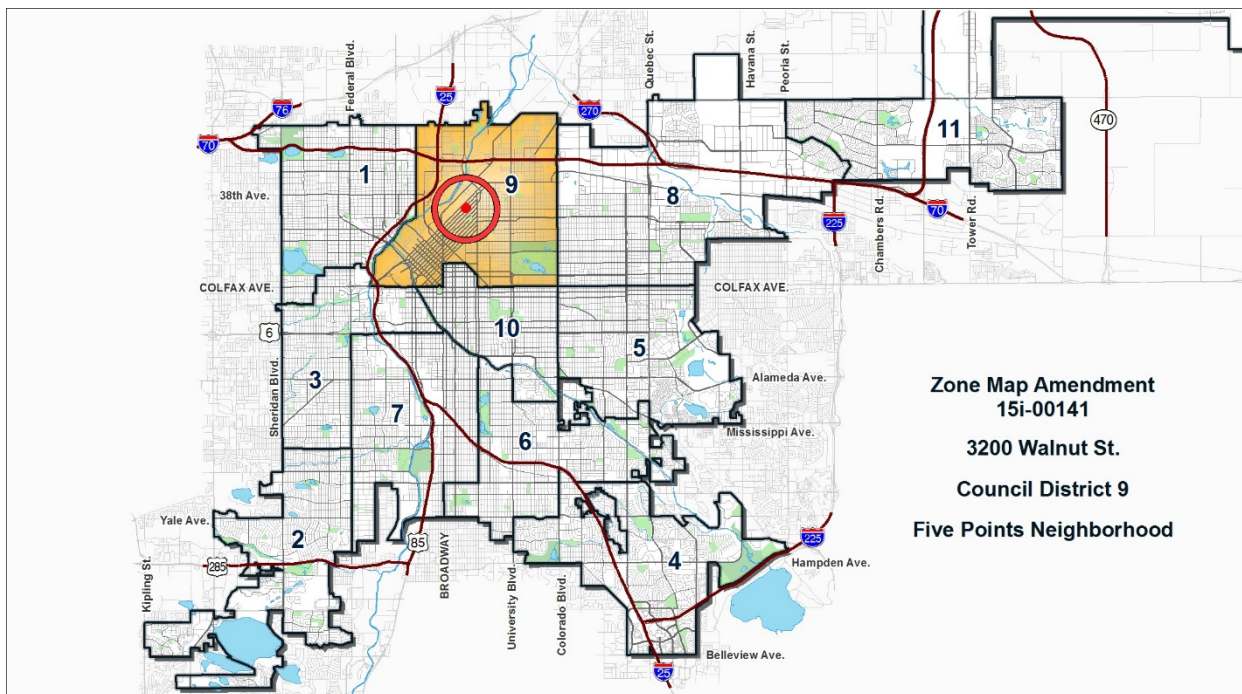 Federal Blvd.
Quebec St.
Havana St.
Peoria St.
76
25
270
470
70
11
1
9
8
38th Ave.
225
70
Chambers Rd.
Tower Rd.
COLFAX AVE.
COLFAX AVE.
6
10
5
Sheridan Blvd.
3
7
Alameda Ave.
Mississippi Ave.
6
Zone Map Amendment
15i-00141
3200 Walnut St.
Council District 9
Five Points Neighborhood
Yale Ave.
2
85
BROADWAY
4
225
Hampden Ave.
285
Kipling St.
University Blvd.
Colorado Blvd.
Belleview Ave.
25